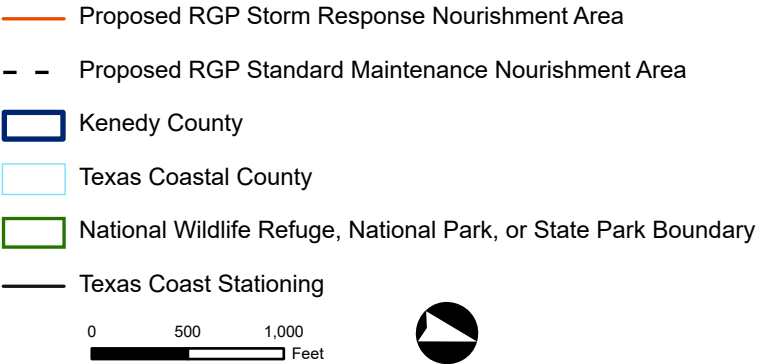 Proposed RGP Storm Response Nourishment Area
Proposed RGP Standard Maintenance Nourishment Area
Kenedy County
Texas Coastal County
National Wildlife Refuge, National Park, or State Park Boundary
Texas Coast Stationing
0 500 1,000
Feet